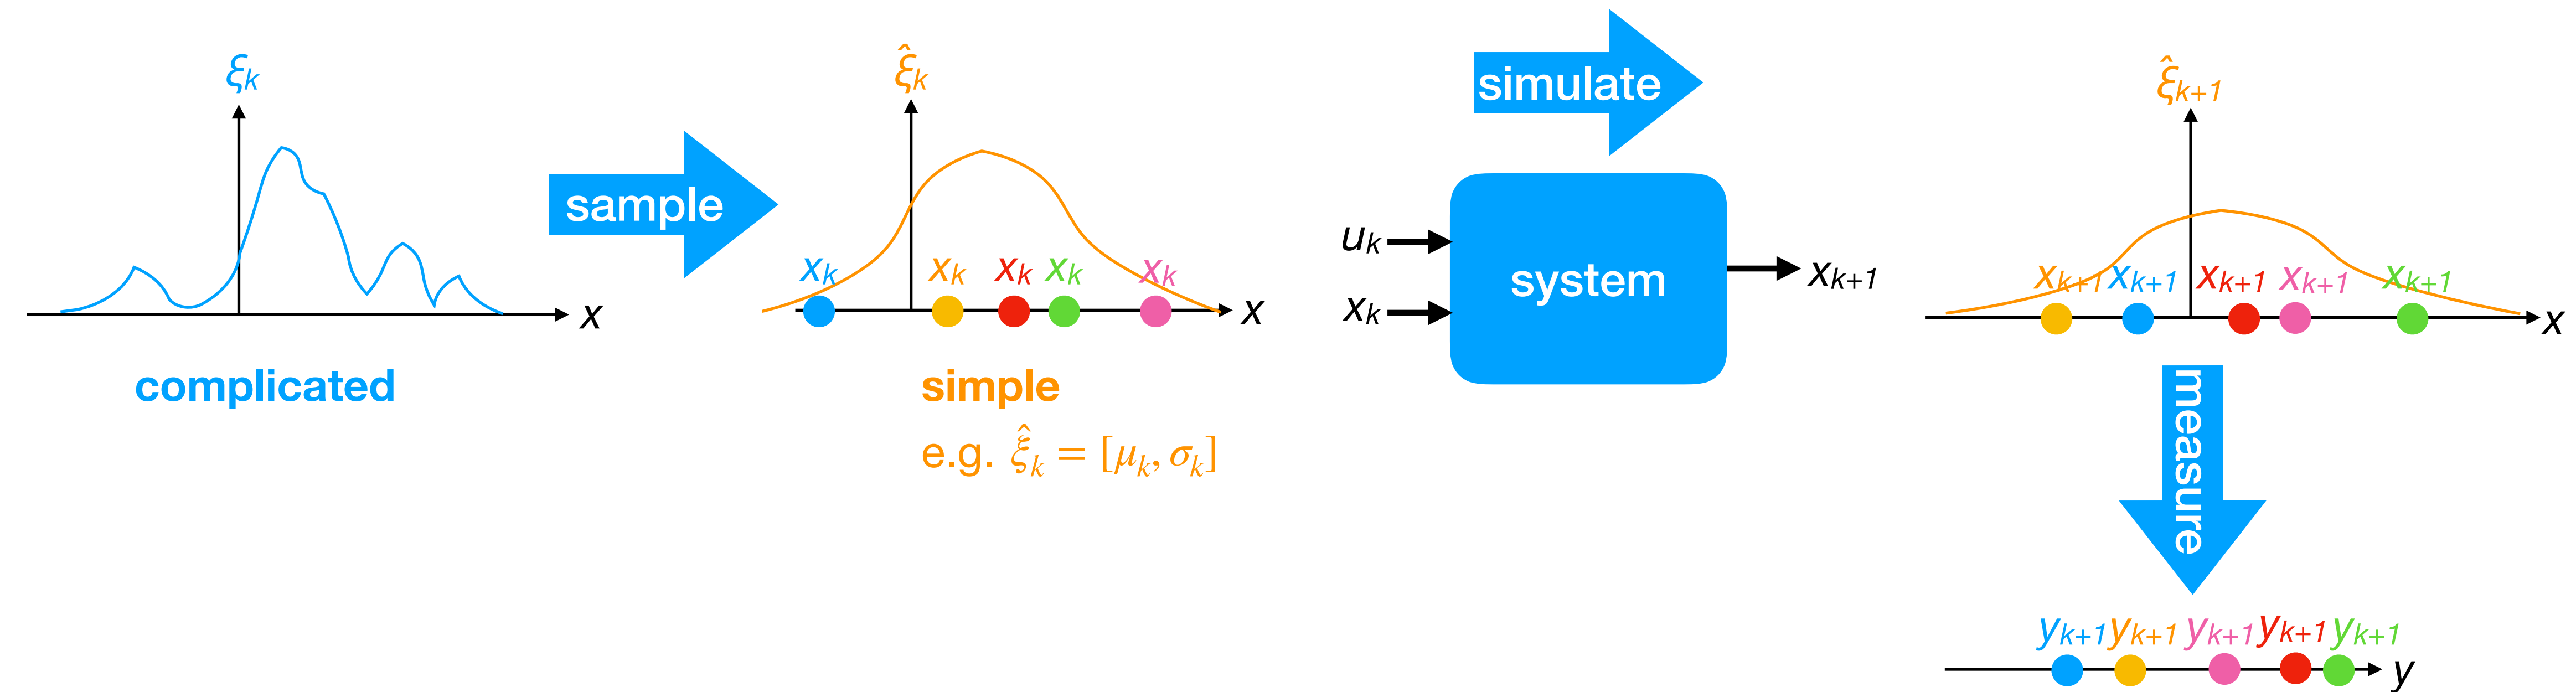 ξk
x
complicated
sample
ξ̂k
xk xk xk xk xk
x
simple
e.g. ξ̂k = [μk, σk]
simulate
uk
xk
system
xk+1
ξ̂k+1
xk+1 xk+1 xk+1 xk+1 xk+1
x
measure
yk+1 yk+1 yk+1 yk+1 yk+1
y